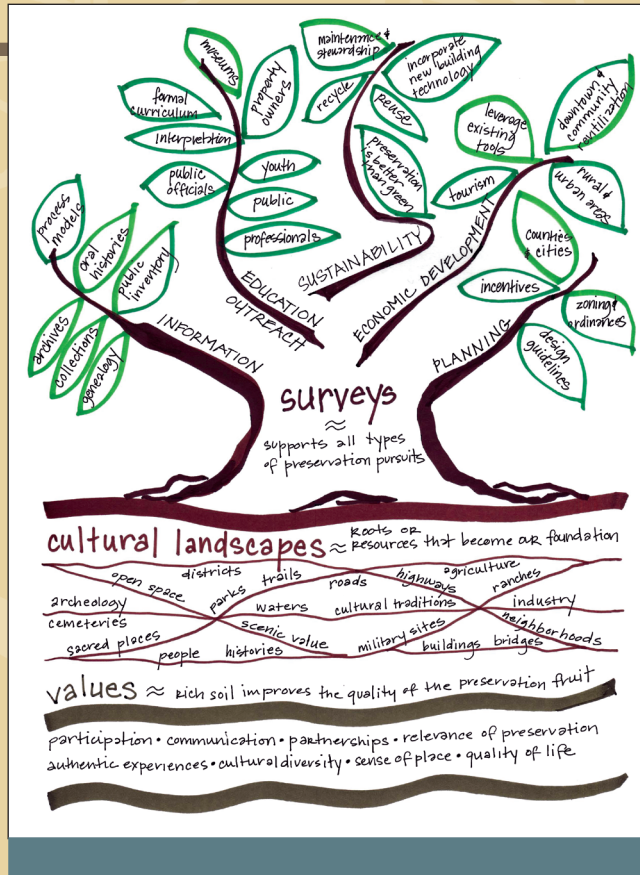 museums
maintenance &
stewardship
incorporate
new building
technology
formal
curriculum
property
owners
recycle
reuse
interpretation
preservation
is better
than green
leverage
existing
tools
downtown &
community
revitilization
public
officials
youth
public
professionals
tourism
rural &
urban areas
process
models
oral
histories
public
inventory
archives
collections
genealogy
counties
& cities
incentives
zoning &
ordinances
design
guidelines
INFORMATION
EDUCATION
OUTREACH
SUSTAINABILITY
ECONOMIC DEVELOPMENT
PLANNING
surveys
≈
supports all types
of preservation pursuits
cultural landscapes ≈ roots or
resources that become our foundation
open space
districts
parks
trails
roads
highways
agriculture
ranches
archeology
waters
cultural traditions
industry
cemeteries
scenic value
military sites
neighborhoods
sacred places
people
histories
buildings
bridges
values ≈ rich soil improves the quality of the preservation fruit
participation • communication • partnerships • relevance of preservation
authentic experiences • cultural diversity • sense of place • quality of life